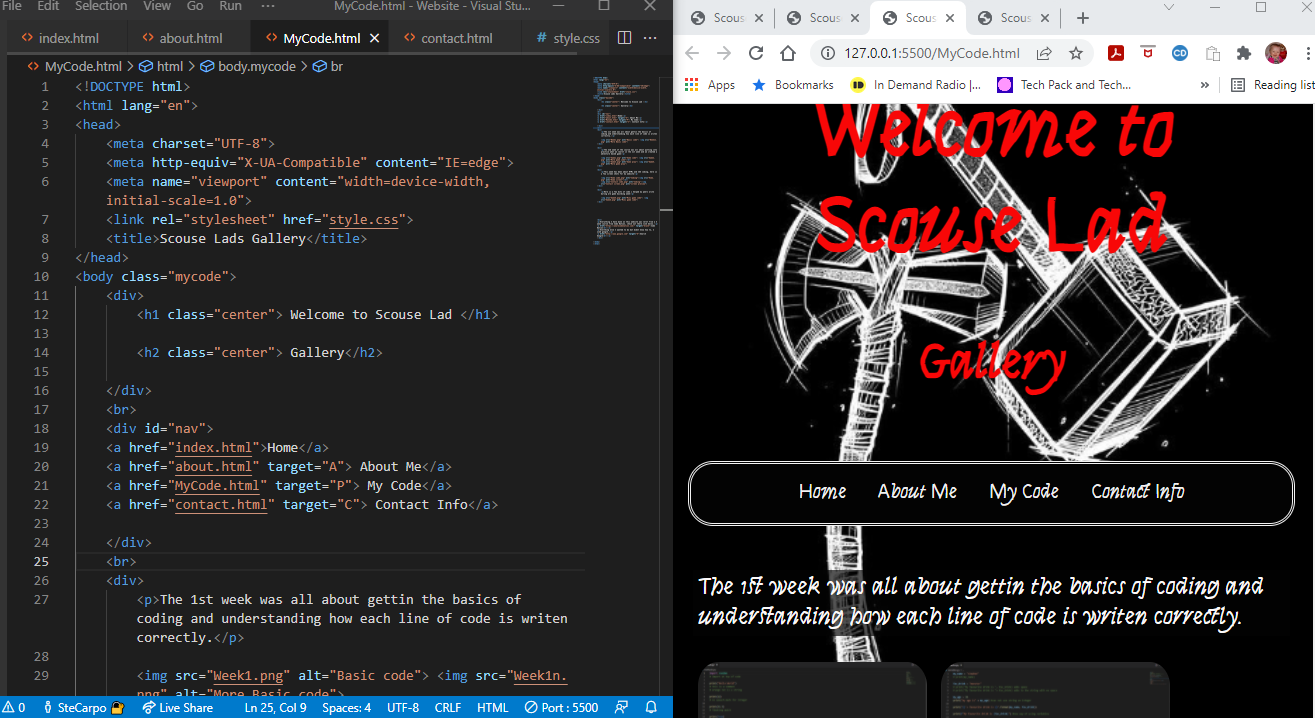 File Edit Selection View Go Run ··· MyCode.html - Website - Visual Stu...
index.html about.html MyCode.html contact.html # style.css ···
MyCode.html > html > body.mycode > br
1 <!DOCTYPE html>
2 <html lang="en">
3 <head>
4 <meta charset="UTF-8">
5 <meta http-equiv="X-UA-Compatible" content="IE=edge">
6 <meta name="viewport" content="width=device-width,
initial-scale=1.0">
7 <link rel="stylesheet" href="style.css">
8 <title>Scouse Lads Gallery</title>
9 </head>
10 <body class="mycode">
11 <div>
12 <h1 class="center"> Welcome to Scouse Lad </h1>
13
14 <h2 class="center"> Gallery</h2>
15
16 </div>
17 <br>
18 <div id="nav">
19 <a href="index.html">Home</a>
20 <a href="about.html" target="A"> About Me</a>
21 <a href="MyCode.html" target="P"> My Code</a>
22 <a href="contact.html" target="C"> Contact Info</a>
23
24 </div>
25 <br>
26 <div>
27 <p>The 1st week was all about gettin the basics of
coding and understanding how each line of code is writen
correctly.</p>
28
29 <img src="Week1.png" alt="Basic code"> <img src="Week1n.
png" alt="More Basic code">
0 SteCarpo Live Share Ln 25, Col 9 Spaces: 4 UTF-8 CRLF HTML Port : 5500
Scous Scous Scous Scous
127.0.0.1:5500/MyCode.html CD
Apps Bookmarks In Demand Radio |... Tech Pack and Tech... » Reading list
Welcome to
Scouse Lad
Gallery
Home About Me My Code Contact Info
The 1st week was all about gettin the basics of coding and
understanding how each line of code is writen correctly.